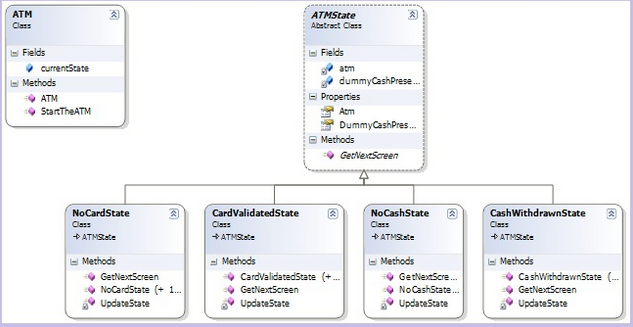 ATM
Class
Fields
currentState
Methods
ATM
StartTheATM
ATMState
Abstract Class
Fields
atm
dummyCashPrese...
Properties
Atm
DummyCashPres...
Methods
GetNextScreen
NoCardState
Class
ATMState
Methods
GetNextScreen
NoCardState (+ 1...
UpdateState
CardValidatedState
Class
ATMState
Methods
CardValidatedState (+ ...
GetNextScreen
UpdateState
NoCashState
Class
ATMState
Methods
GetNextScree...
NoCashState...
UpdateState
CashWithdrawnState
Class
ATMState
Methods
CashWithdrawnState (...
GetNextScreen
UpdateState